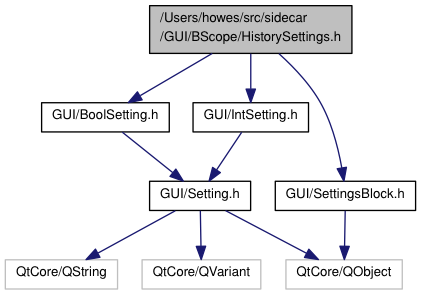 /Users/howes/src/sidecar
/GUI/BScope/HistorySettings.h
GUI/BoolSetting.h
GUI/IntSetting.h
GUI/Setting.h
GUI/SettingsBlock.h
QtCore/QString
QtCore/QVariant
QtCore/QObject